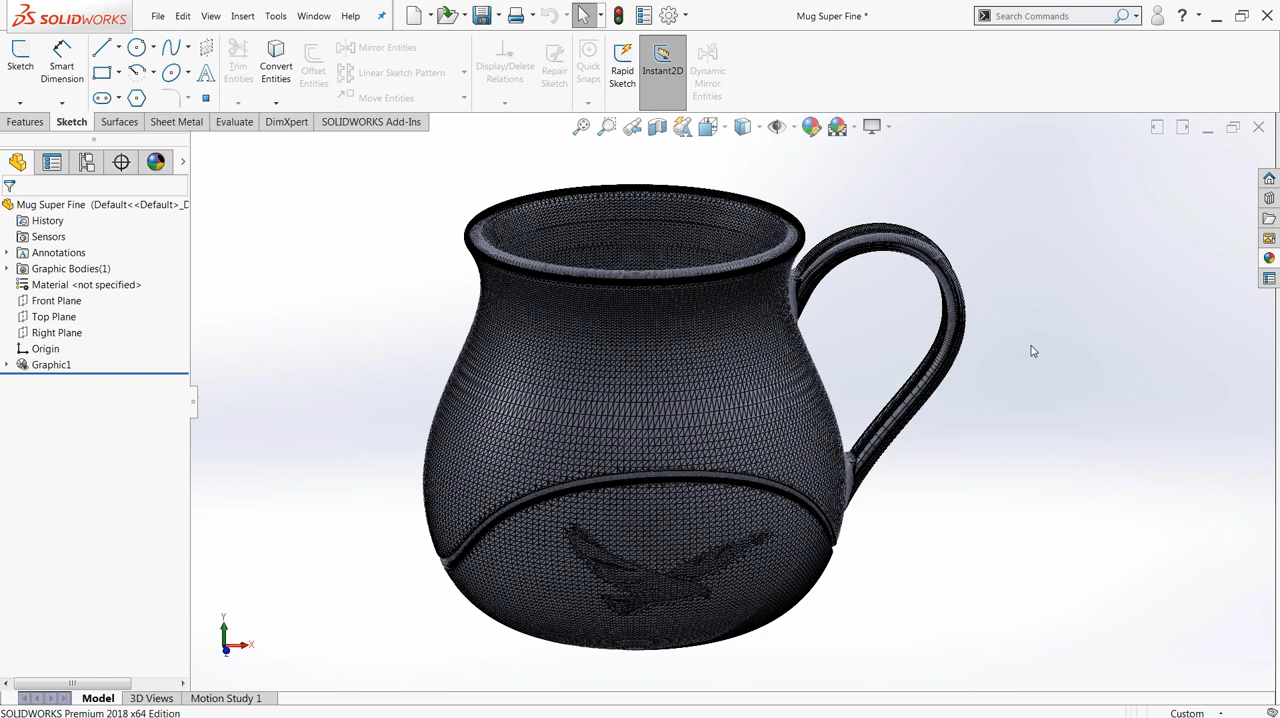 SOLIDWORKS
File Edit View Insert Tools Window Help
Mug Super Fine *
Search Commands
?
Sketch
Smart Dimension
Trim Entities
Convert Entities
Offset Entities
Mirror Entities
Linear Sketch Pattern
Move Entities
Display/Delete Relations
Repair Sketch
Quick Snaps
Rapid Sketch
Instant2D
Dynamic Mirror Entities
Features Sketch Surfaces Sheet Metal Evaluate DimXpert SOLIDWORKS Add-Ins
Mug Super Fine (Default<<Default>_D
History
Sensors
Annotations
Graphic Bodies(1)
Material <not specified>
Front Plane
Top Plane
Right Plane
Origin
Graphic1
Y
X
Z
Model 3D Views Motion Study 1
SOLIDWORKS Premium 2018 x64 Edition
Custom